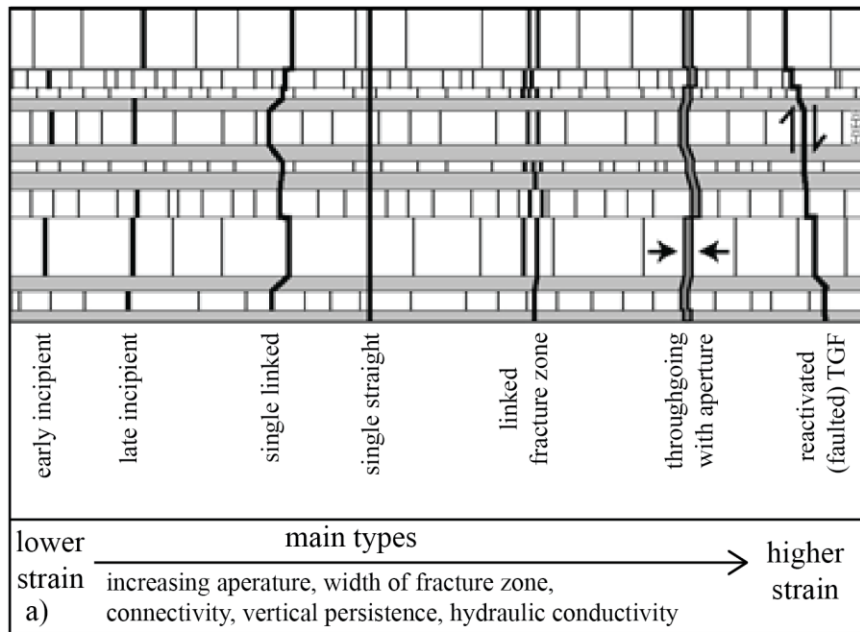 early incipient
late incipient
single linked
single straight
linked
fracture zone
throughgoing
with aperture
reactivated
(faulted) TGF
lower
strain
main types
increasing aperature, width of fracture zone,
connectivity, vertical persistence, hydraulic conductivity
higher
strain
a)